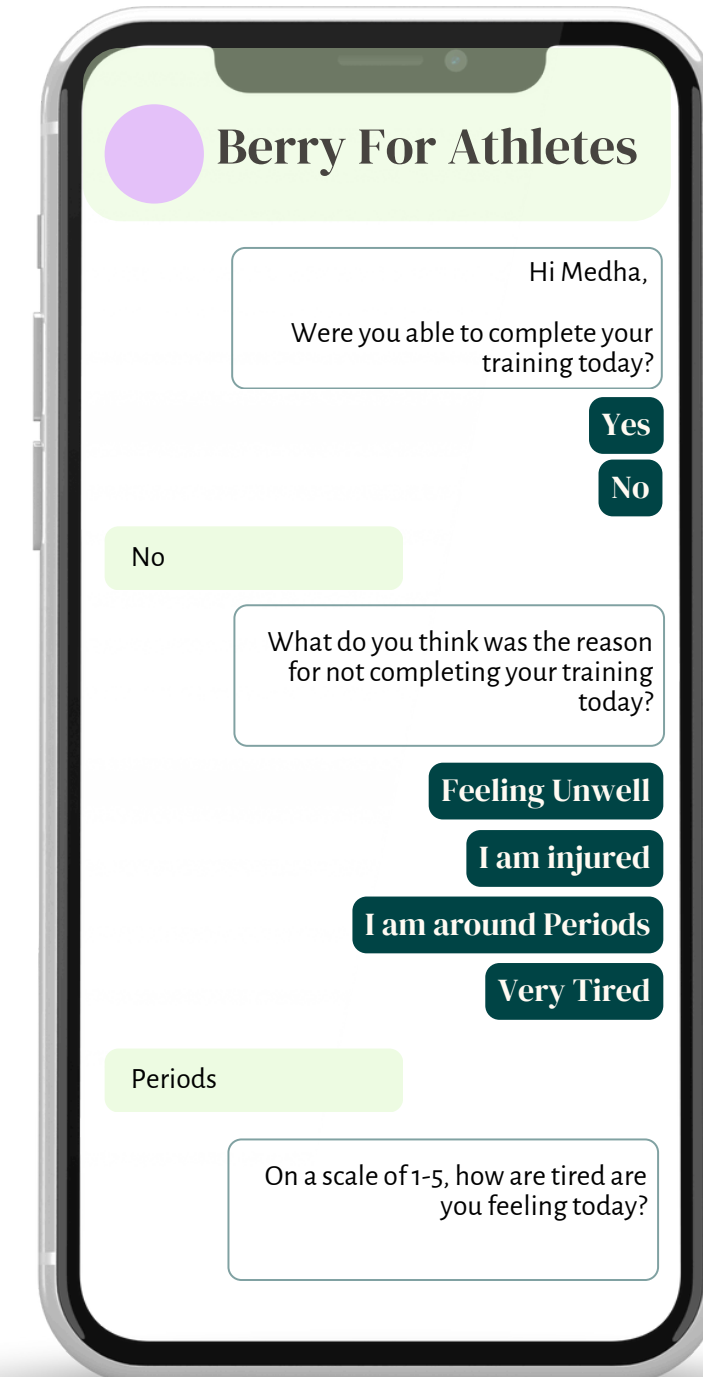 Berry For Athletes
Hi Medha,
Were you able to complete your
training today?
Yes
No
No
What do you think was the reason
for not completing your training
today?
Feeling Unwell
I am injured
I am around Periods
Very Tired
Periods
On a scale of 1-5, how are tired are
you feeling today?